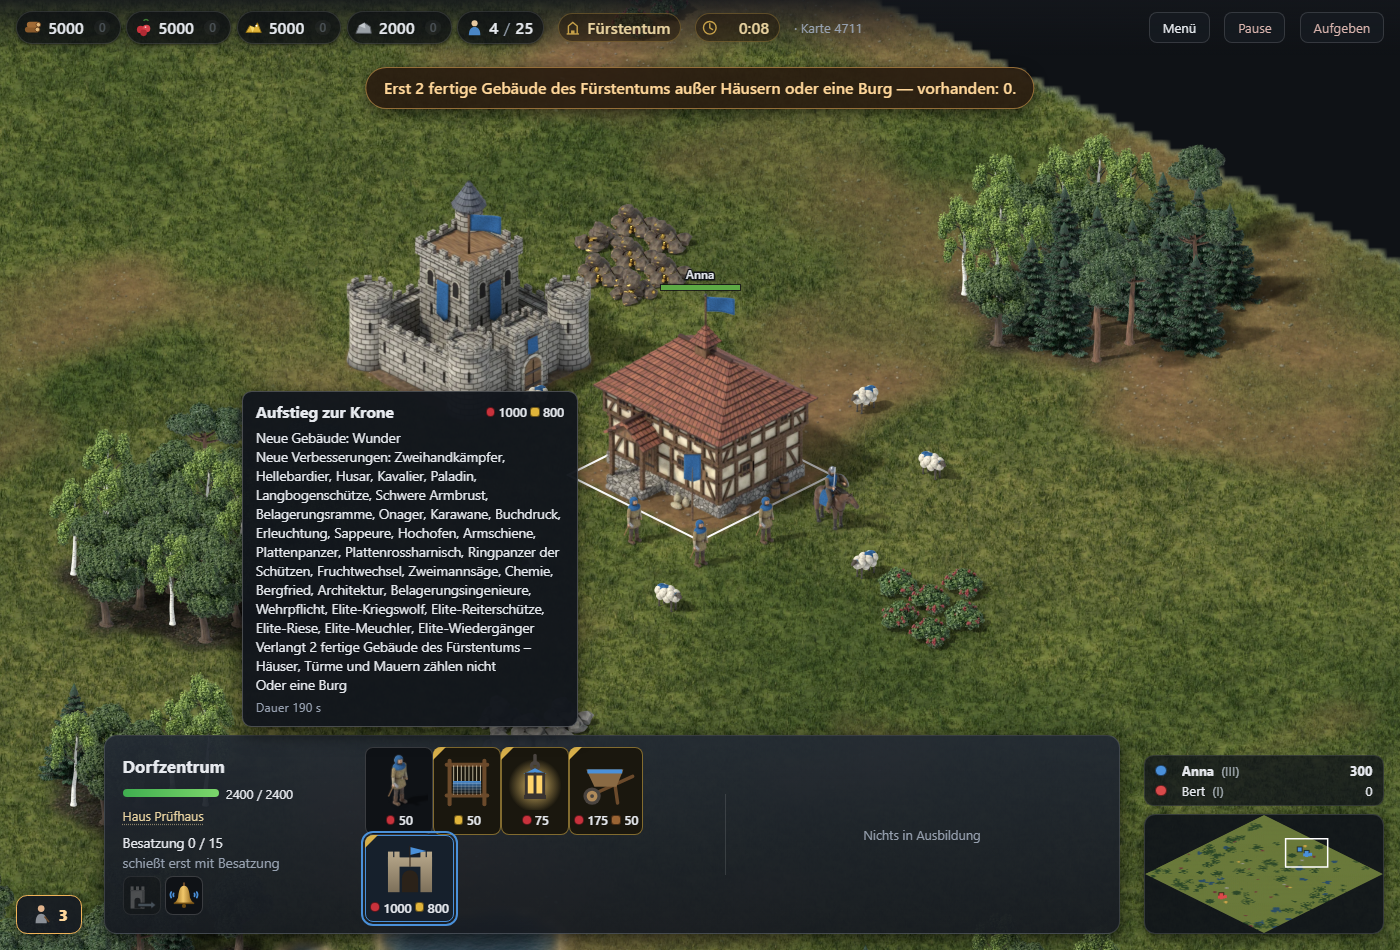 5000 0 5000 0 5000 0 2000 0 4 / 25 Fürstentum 0:08 · Karte 4711 Menü Pause Aufgeben
Erst 2 fertige Gebäude des Fürstentums außer Häusern oder eine Burg — vorhanden: 0.
Anna
Aufstieg zur Krone 1000 800
Neue Gebäude: Wunder
Neue Verbesserungen: Zweihandkämpfer,
Hellebardier, Husar, Kavalier, Paladin,
Langbogenschütze, Schwere Armbrust,
Belagerungsramme, Onager, Karawane, Buchdruck,
Erleuchtung, Sappeure, Hochofen, Armschiene,
Plattenpanzer, Plattenrossharnisch, Ringpanzer der
Schützen, Fruchtwechsel, Zweimannsäge, Chemie,
Bergfried, Architektur, Belagerungsingenieure,
Wehrpflicht, Elite-Kriegswolf, Elite-Reiterschütze,
Elite-Riese, Elite-Meuchler, Elite-Wiedergänger
Verlangt 2 fertige Gebäude des Fürstentums –
Häuser, Türme und Mauern zählen nicht
Oder eine Burg
Dauer 190 s
Dorfzentrum
2400 / 2400
Haus Prüfhaus
Besatzung 0 / 15
schießt erst mit Besatzung
50 50 75 175 50
1000 800
Nichts in Ausbildung
Anna (III) 300
Bert (I) 0
3